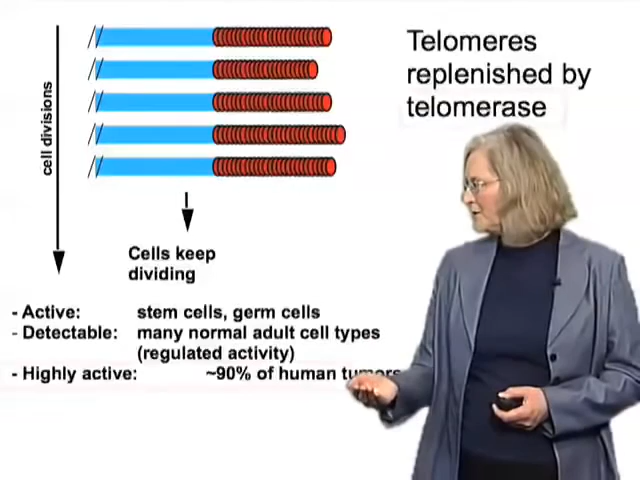 Telomeres
replenished by
telomerase
cell divisions
Cells keep
dividing
- Active: stem cells, germ cells
- Detectable: many normal adult cell types
(regulated activity)
- Highly active: ~90% of human tumors